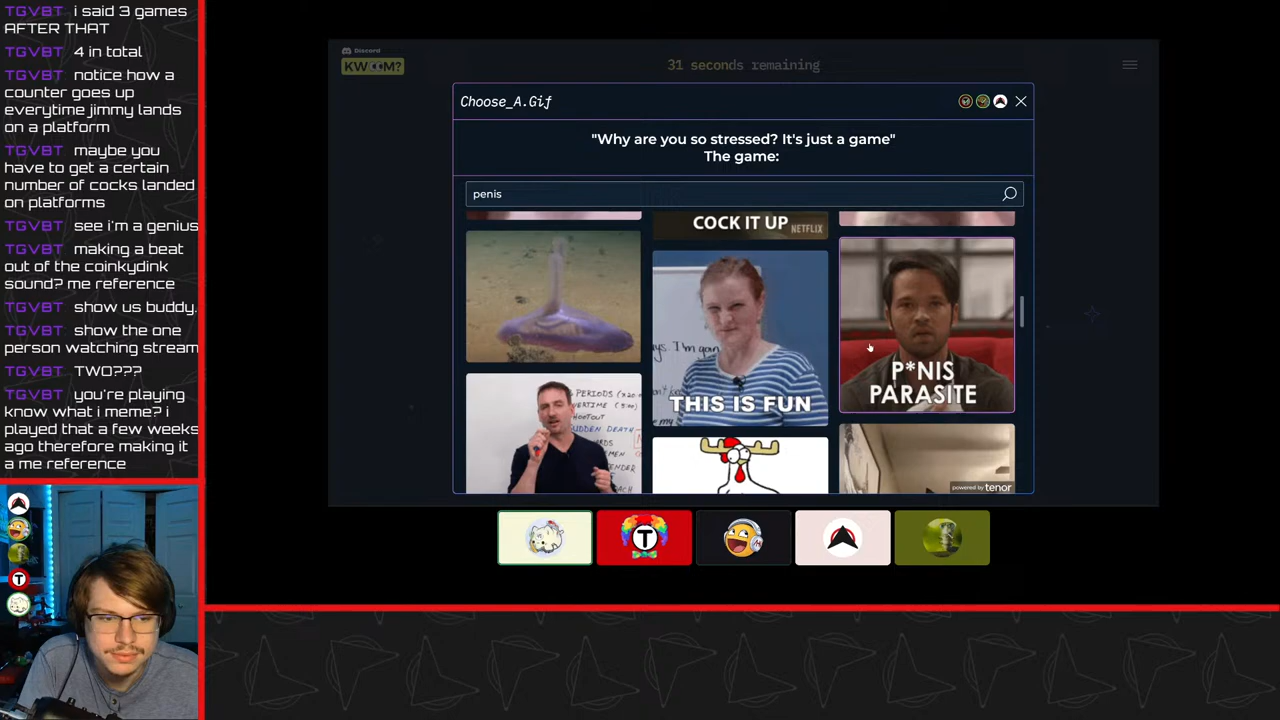 TGVBT i said 3 games
AFTER THAT
TGVBT 4 in total
TGVBT notice how a
counter goes up
everytime jimmy lands
on a platform
TGVBT maybe you
have to get a certain
number of cocks landed
on platforms
TGVBT see i'm a genius
TGVBT making a beat
out of the coinkydink
sound? me reference
TGVBT show us buddy.
TGVBT show the one
person watching stream
TGVBT TWO???
TGVBT you're playing
know what i meme? i
played that a few weeks
ago therefore making it
a me reference
Discord
KWOOM?
31 seconds remaining
Choose_A.Gif
"Why are you so stressed? It's just a game"
The game:
penis
COCK IT UP NETFLIX
THIS IS FUN
P*NIS
PARASITE
SUDDEN DEATH
powered by tenor
T
T